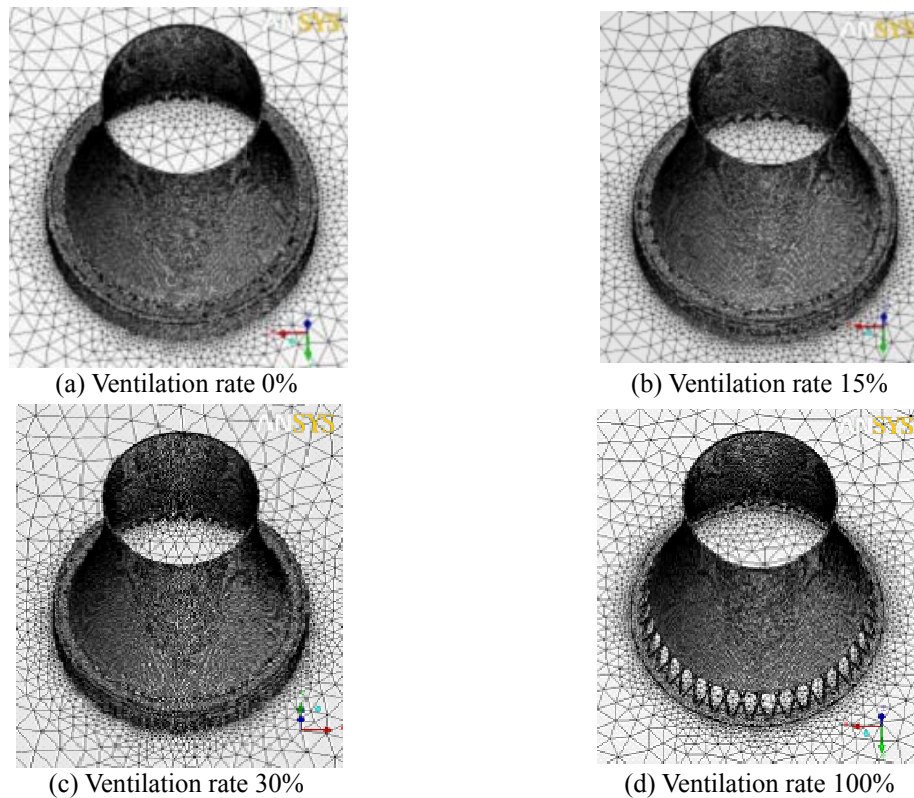 ANSYS
ANSYS
(a) Ventilation rate 0%
(b) Ventilation rate 15%
ANSYS
ANSYS
(c) Ventilation rate 30%
(d) Ventilation rate 100%